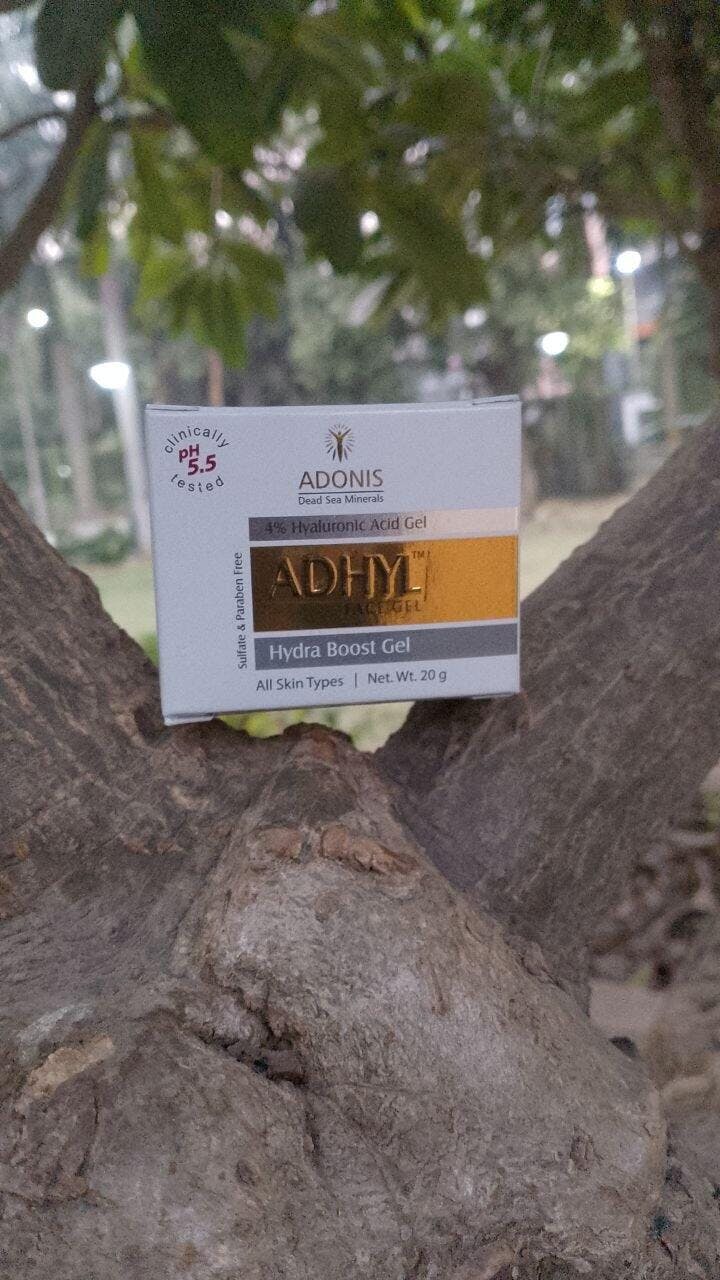 clinically
pH
5.5
tested
ADONIS
Dead Sea Minerals
4% Hyaluronic Acid Gel
ADHYL™
FACE GEL
Hydra Boost Gel
Sulfate & Paraben Free
All Skin Types | Net. Wt. 20 g